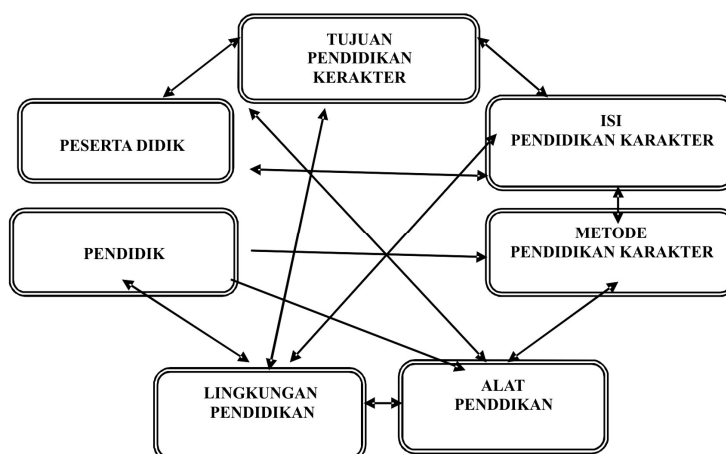 TUJUAN
PENDIDIKAN
KERAKTER
PESERTA DIDIK
ISI
PENDIDIKAN KARAKTER
PENDIDIK
METODE
PENDIDIKAN KARAKTER
LINGKUNGAN
PENDIDIKAN
ALAT
PENDDIKAN